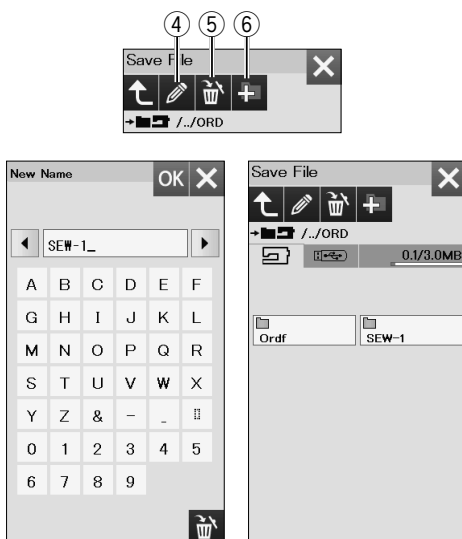 ④ ⑤ ⑥
Save File
→ /../ORD
New Name
OK
SEW-1_
A B C D E F
G H I J K L
M N O P Q R
S T U V W X
Y Z & - _
0 1 2 3 4 5
6 7 8 9
Save File
→ /../ORD
0.1/3.0MB
Ordf
SEW-1